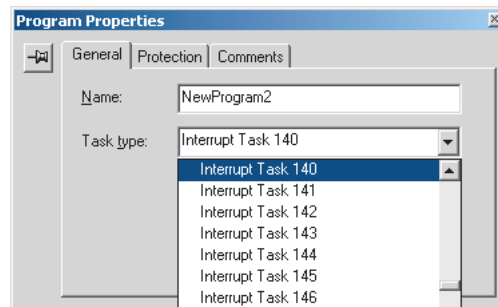 Program Properties
General Protection Comments
Name: NewProgram2
Task type: Interrupt Task 140
Interrupt Task 140
Interrupt Task 141
Interrupt Task 142
Interrupt Task 143
Interrupt Task 144
Interrupt Task 145
Interrupt Task 146